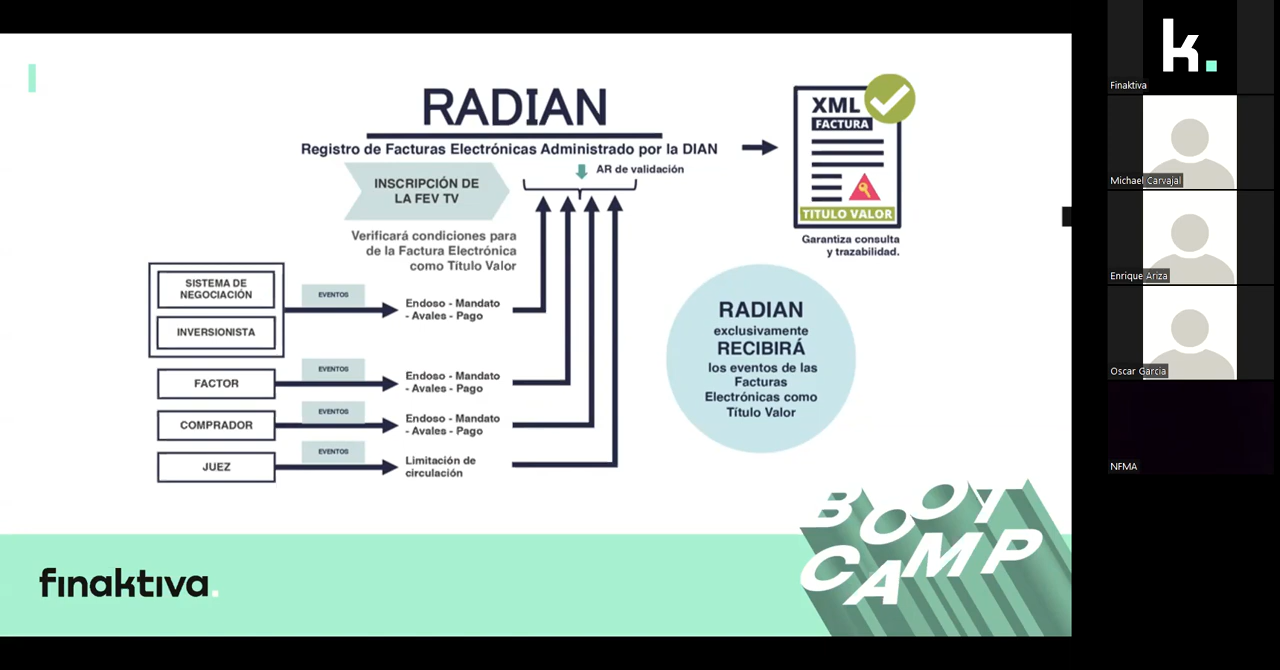 RADIAN
Registro de Facturas Electrónicas Administrado por la DIAN
AR de validación
INSCRIPCIÓN DE
LA FEV TV
Verificará condiciones para
de la Factura Electrónica
como Título Valor
XML
FACTURA
TITULO VALOR
Garantiza consulta
y trazabilidad.
SISTEMA DE
NEGOCIACIÓN
INVERSIONISTA
EVENTOS
Endoso - Mandato
- Avales - Pago
FACTOR
EVENTOS
Endoso - Mandato
- Avales - Pago
COMPRADOR
EVENTOS
Endoso - Mandato
- Avales - Pago
JUEZ
EVENTOS
Limitación de
circulación
RADIAN
exclusivamente
RECIBIRÁ
los eventos de las
Facturas
Electrónicas como
Título Valor
finaktiva.
BOOT
CAMP
k.
Finaktiva
Michael Carvajal
Enrique Ariza
Oscar García
NFMA